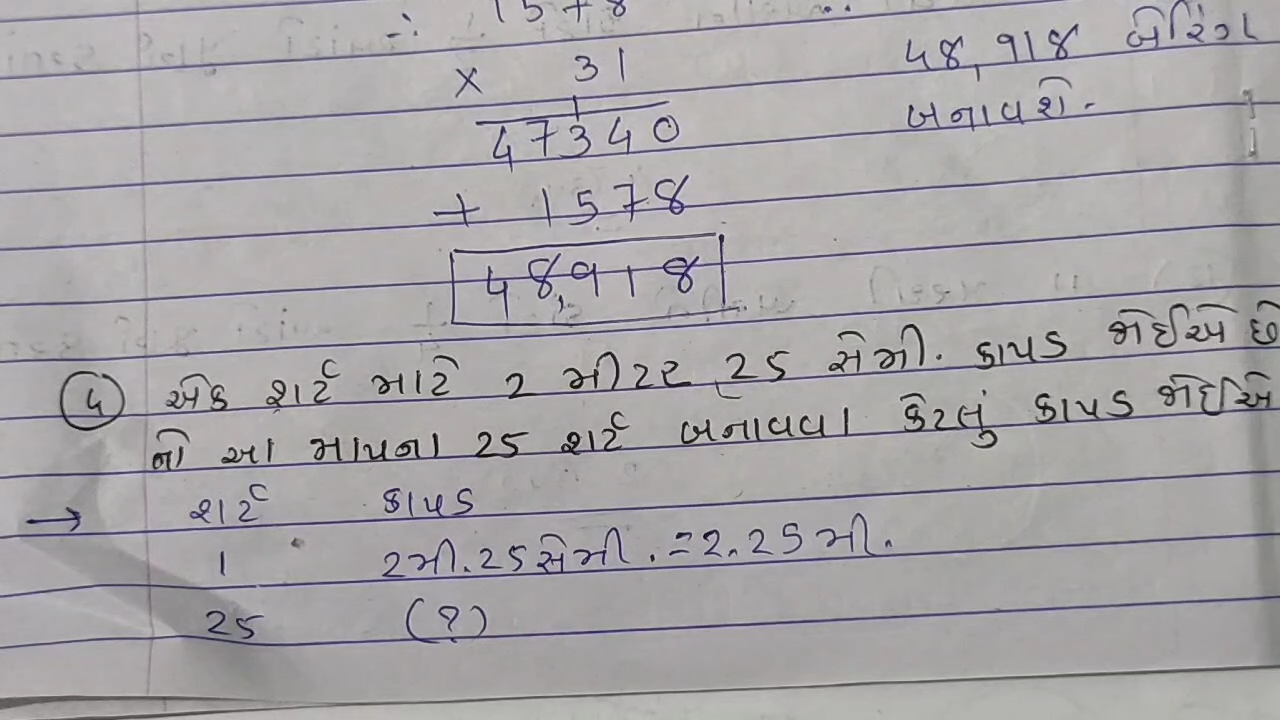 1578
× 31
47340
+ 1578
48,918
48,918 બેરિંગ
બનાવશે.
(૫) એક શર્ટ માટે 2 મીટર 25 સેમી. કાપડ જોઈએ છે
તો આ માપના 25 શર્ટ બનાવવા કેટલું કાપડ જોઈએ
→ શર્ટ કાપડ
1 2મી.25સેમી. = 2.25મી.
25 (?)